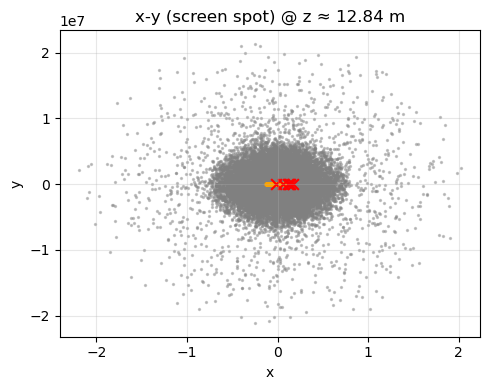 x-y (screen spot) @ z ≈ 12.84 m
1e7
2
1
0
−1
−2
y
−2 −1 0 1 2
x